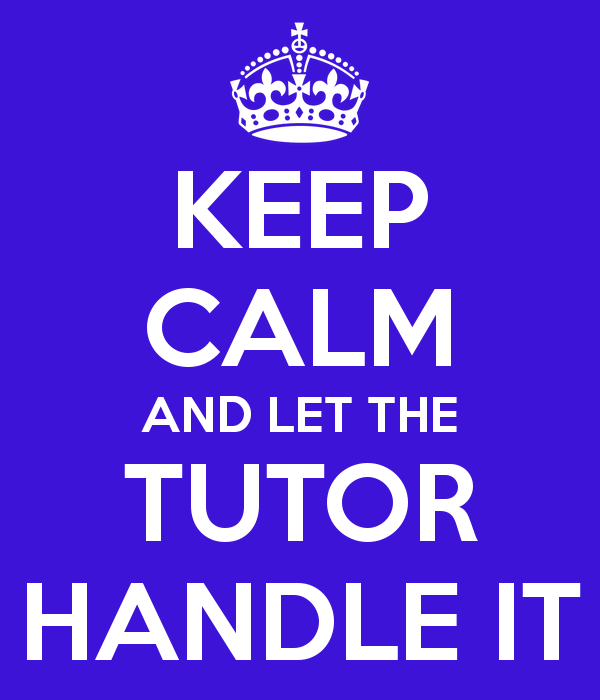 KEEP
CALM
AND LET THE
TUTOR
HANDLE IT